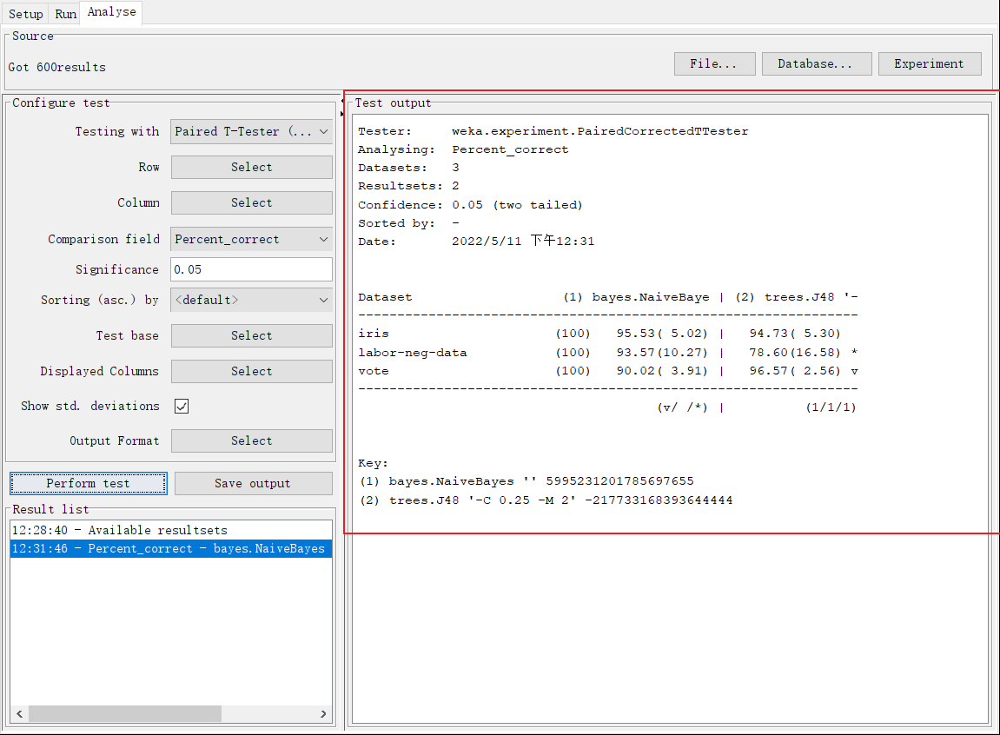 Setup Run Analyse
Source
Got 600results
File... Database... Experiment
Configure test
Testing with Paired T-Tester (...
Row Select
Column Select
Comparison field Percent_correct
Significance 0.05
Sorting (asc.) by <default>
Test base Select
Displayed Columns Select
Show std. deviations
Output Format Select
Perform test Save output
Result list
12:28:40 - Available resultsets
12:31:46 - Percent_correct - bayes.NaiveBayes
Test output
Tester: weka.experiment.PairedCorrectedTTester
Analysing: Percent_correct
Datasets: 3
Resultsets: 2
Confidence: 0.05 (two tailed)
Sorted by: -
Date: 2022/5/11 下午12:31
Dataset (1) bayes.NaiveBaye | (2) trees.J48 '-
-------------------------------------------------------------------
iris (100) 95.53( 5.02) | 94.73( 5.30)
labor-neg-data (100) 93.57(10.27) | 78.60(16.58) *
vote (100) 90.02( 3.91) | 96.57( 2.56) v
-------------------------------------------------------------------
(v/ /*) | (1/1/1)
Key:
(1) bayes.NaiveBayes '' 5995231201785697655
(2) trees.J48 '-C 0.25 -M 2' -217733168393644444